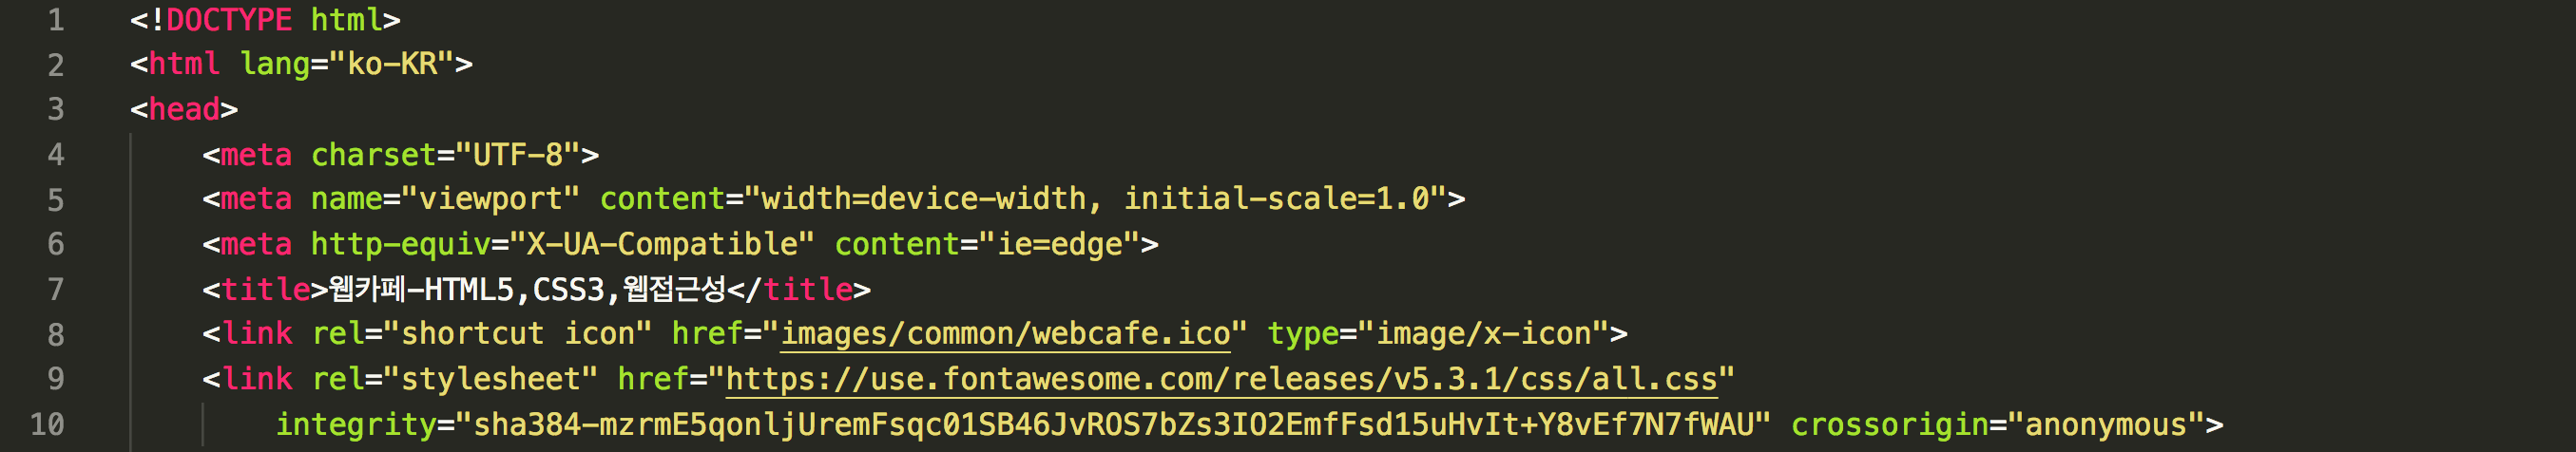 1 <!DOCTYPE html>
2 <html lang="ko-KR">
3 <head>
4 <meta charset="UTF-8">
5 <meta name="viewport" content="width=device-width, initial-scale=1.0">
6 <meta http-equiv="X-UA-Compatible" content="ie=edge">
7 <title>웹카페-HTML5,CSS3,웹접근성</title>
8 <link rel="shortcut icon" href="images/common/webcafe.ico" type="image/x-icon">
9 <link rel="stylesheet" href="https://use.fontawesome.com/releases/v5.3.1/css/all.css"
10 integrity="sha384-mzrmE5qonljUremFsqc01SB46JvROS7bZs3IO2EmfFsd15uHvIt+Y8vEf7N7fWAU" crossorigin="anonymous">